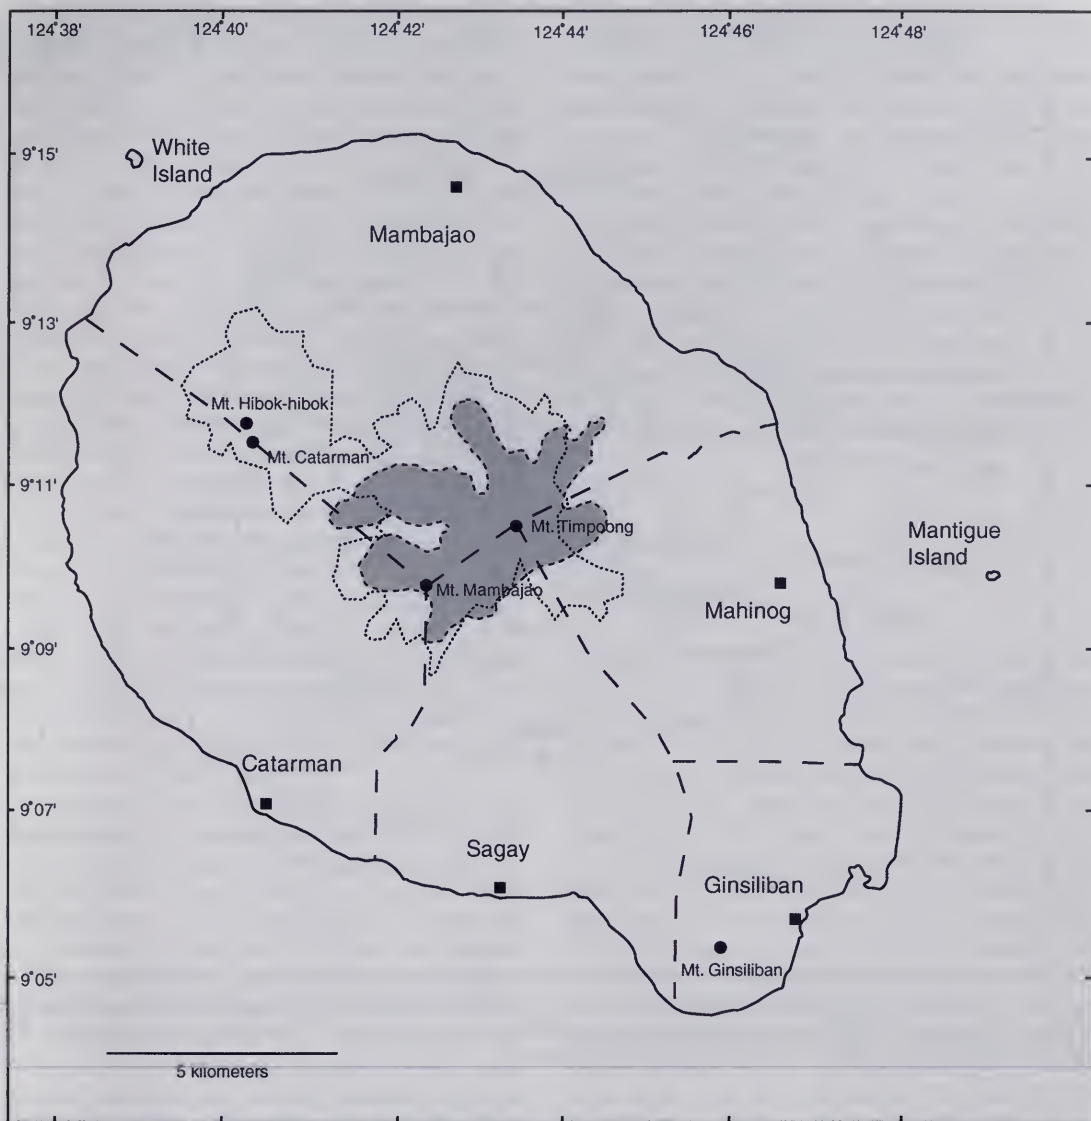 124°38' 124°40' 124°42' 124°44' 124°46' 124°48'
9°15'
White
Island
Mambajao
9°13'
Mt. Hibok-hibok
Mt. Catarman
9°11'
Mt. Timpobng
Mantigue
Island
Mt. Mambajao
Mahinog
9°09'
Catarman
9°07'
Sagay
Ginsiliban
Mt. Ginsiliban
9°05'
5 kilometers